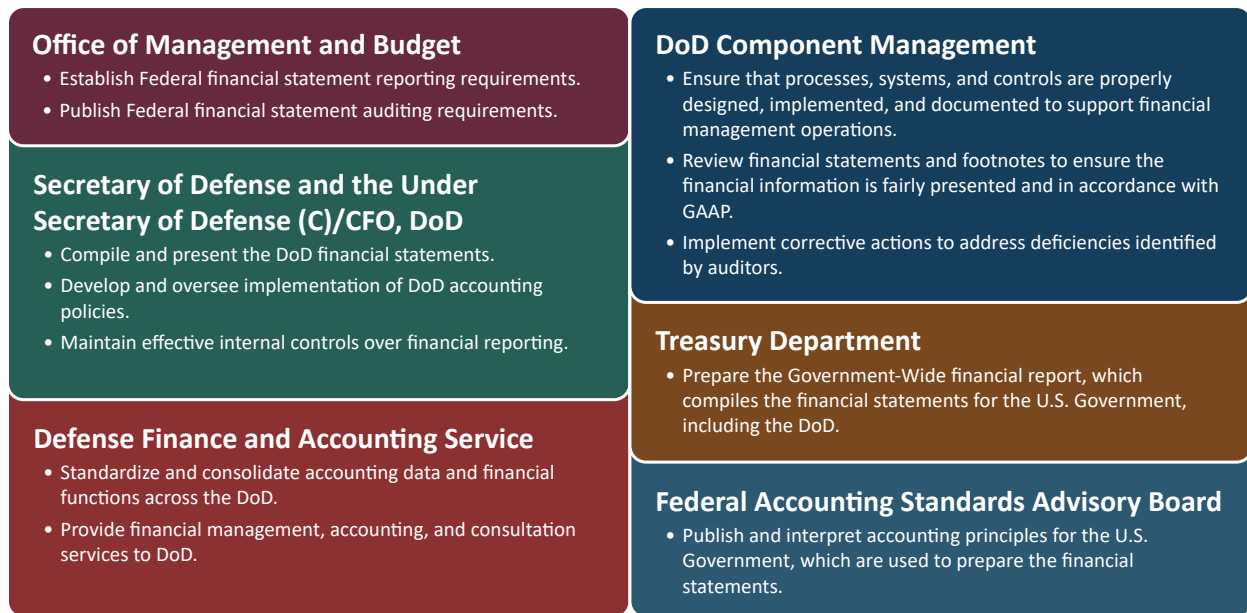 Office of Management and Budget
• Establish Federal financial statement reporting requirements.
• Publish Federal financial statement auditing requirements.
Secretary of Defense and the Under
Secretary of Defense (C)/CFO, DoD
• Compile and present the DoD financial statements.
• Develop and oversee implementation of DoD accounting
policies.
• Maintain effective internal controls over financial reporting.
Defense Finance and Accounting Service
• Standardize and consolidate accounting data and financial
functions across the DoD.
• Provide financial management, accounting, and consultation
services to DoD.
DoD Component Management
• Ensure that processes, systems, and controls are properly
designed, implemented, and documented to support financial
management operations.
• Review financial statements and footnotes to ensure the
financial information is fairly presented and in accordance with
GAAP.
• Implement corrective actions to address deficiencies identified
by auditors.
Treasury Department
• Prepare the Government-Wide financial report, which
compiles the financial statements for the U.S. Government,
including the DoD.
Federal Accounting Standards Advisory Board
• Publish and interpret accounting principles for the U.S.
Government, which are used to prepare the financial
statements.